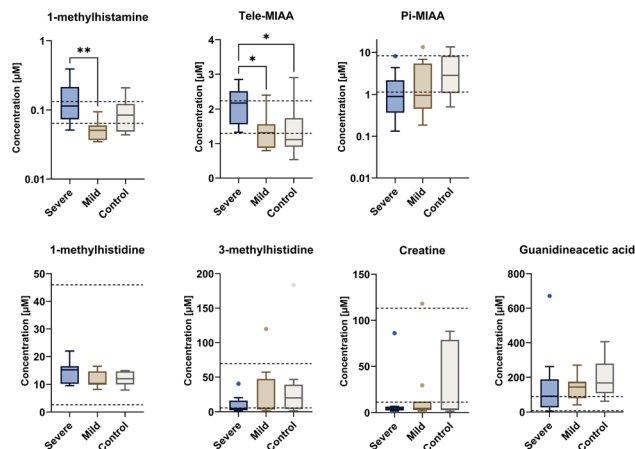 1-methylhistamine
Concentration [µM]
1
0.1
0.01
**
Severe
Mild
Control
Tele-MIAA
Concentration [µM]
6
4
2
0
*
*
Severe
Mild
Control
Pi-MIAA
Concentration [µM]
10
1
0.1
0.01
Severe
Mild
Control
1-methylhistidine
Concentration [µM]
50
40
30
20
10
0
Severe
Mild
Control
3-methylhistidine
Concentration [µM]
200
150
100
50
0
Severe
Mild
Control
Creatine
Concentration [µM]
150
100
50
0
Severe
Mild
Control
Guanidineacetic acid
Concentration [µM]
800
600
400
200
0
Severe
Mild
Control